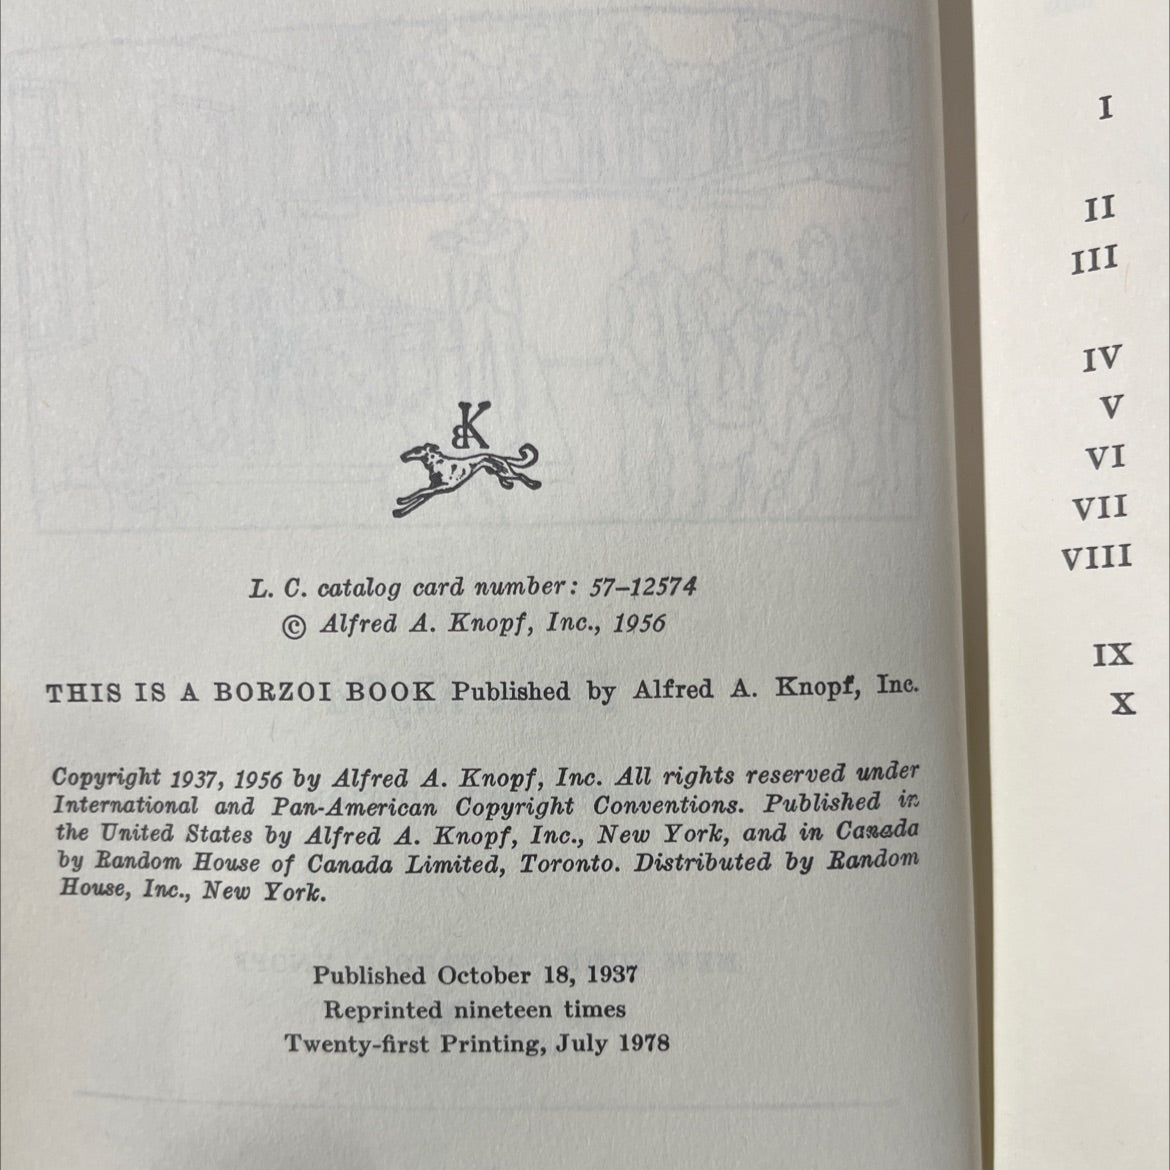 BK
L. C. catalog card number: 57–12574
© Alfred A. Knopf, Inc., 1956
THIS IS A BORZOI BOOK Published by Alfred A. Knopf, Inc.
Copyright 1937, 1956 by Alfred A. Knopf, Inc. All rights reserved under
International and Pan-American Copyright Conventions. Published in
the United States by Alfred A. Knopf, Inc., New York, and in Canada
by Random House of Canada Limited, Toronto. Distributed by Random
House, Inc., New York.
Published October 18, 1937
Reprinted nineteen times
Twenty-first Printing, July 1978
I
II
III
IV
V
VI
VII
VIII
IX
X